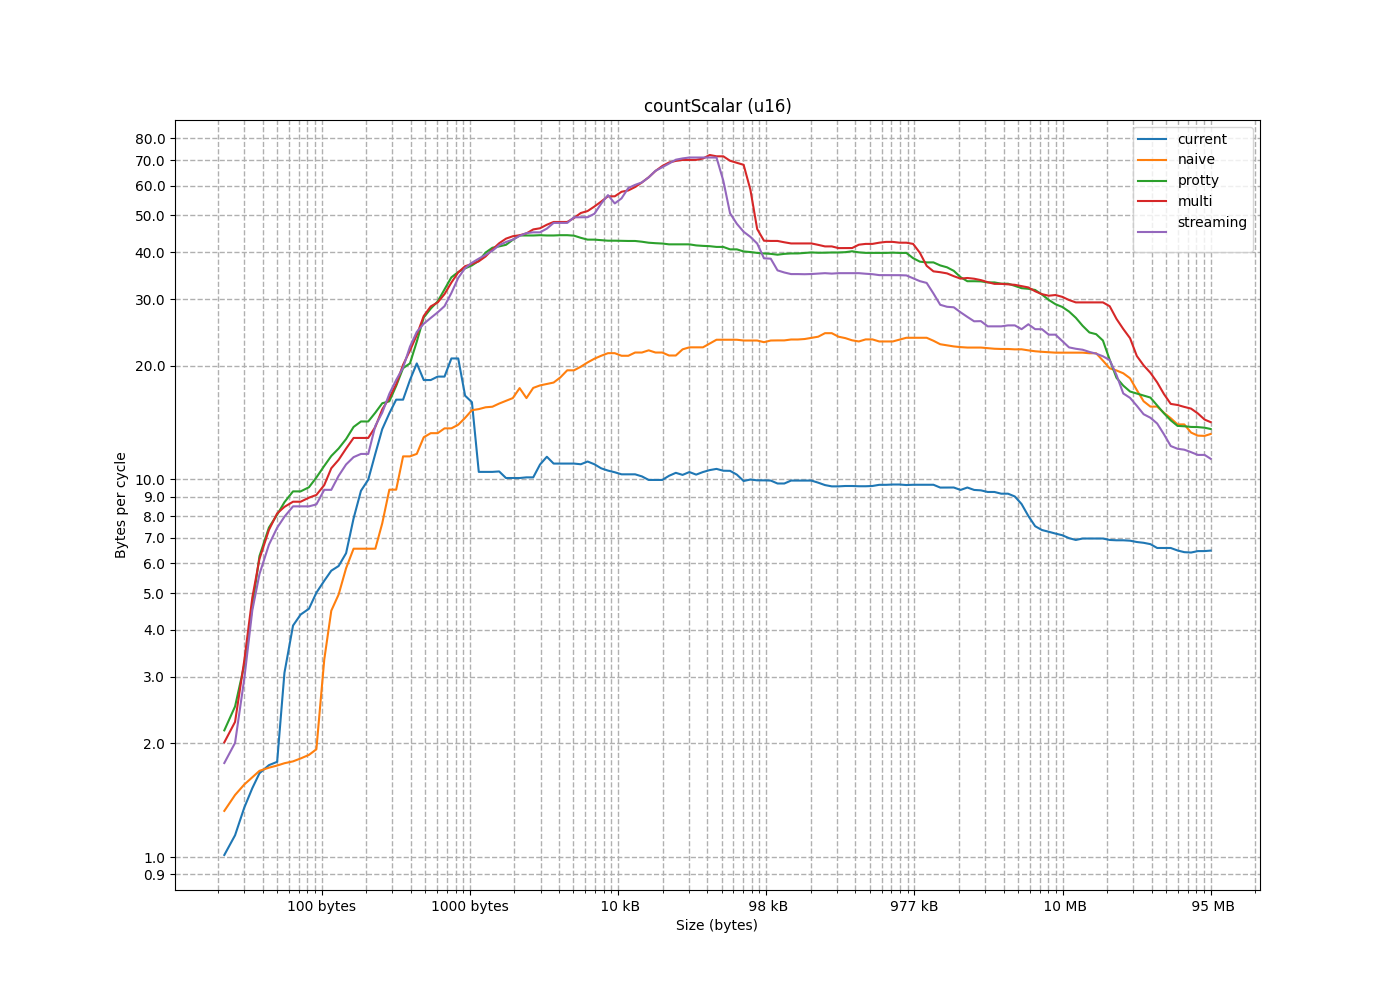 countScalar (u16)
80.0
70.0
60.0
50.0
40.0
30.0
20.0
10.0
9.0
8.0
7.0
6.0
5.0
4.0
3.0
2.0
1.0
0.9
Bytes per cycle
current
naive
protty
multi
streaming
100 bytes
1000 bytes
10 kB
98 kB
977 kB
10 MB
95 MB
Size (bytes)